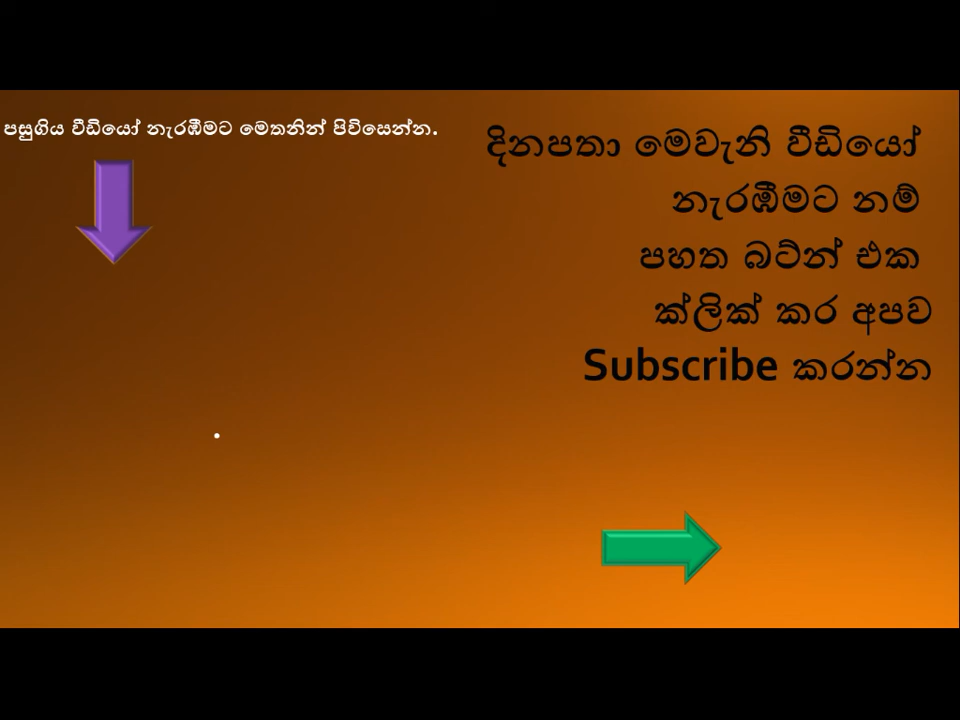 පසුගිය වීඩියෝ නැරඹීමට මෙතනින් පිවිසෙන්න.
දිනපතා මෙවැනි වීඩියෝ
නැරඹීමට නම්
පහත බටන් එක
ක්ලික් කර අපව
Subscribe කරන්න